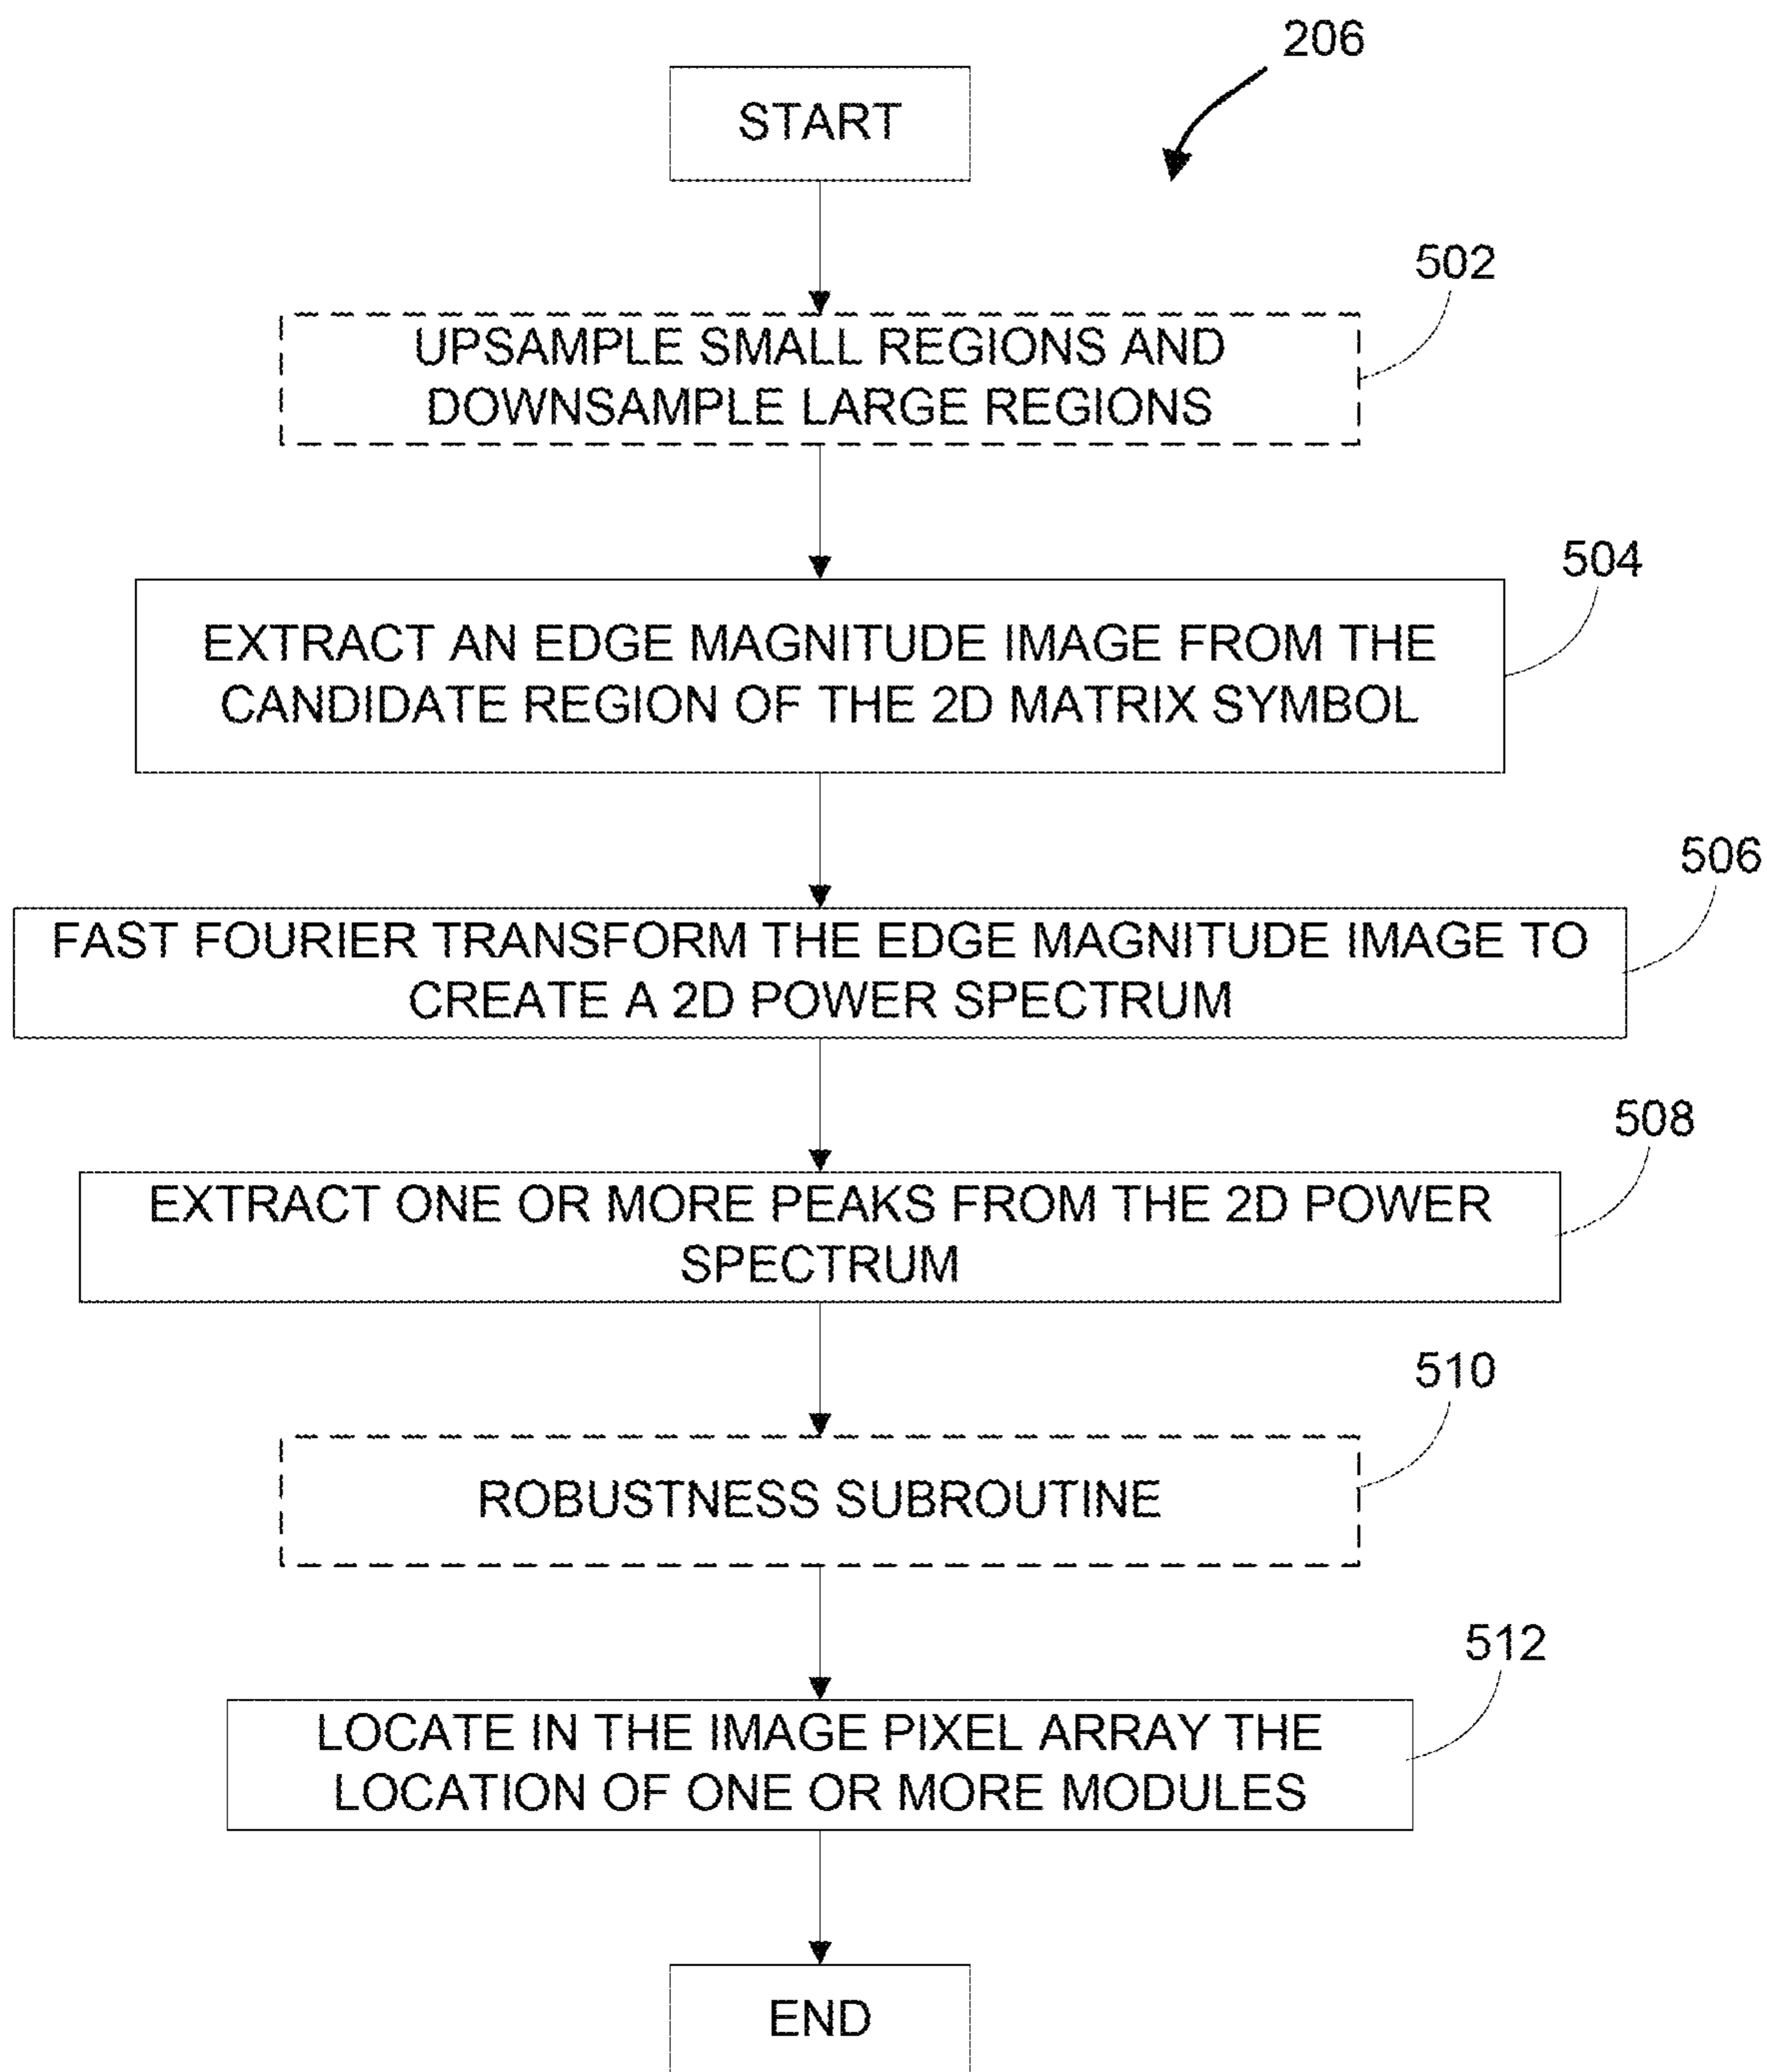 206
START
502
UPSAMPLE SMALL REGIONS AND
DOWNSAMPLE LARGE REGIONS
504
EXTRACT AN EDGE MAGNITUDE IMAGE FROM THE
CANDIDATE REGION OF THE 2D MATRIX SYMBOL
506
FAST FOURIER TRANSFORM THE EDGE MAGNITUDE IMAGE TO
CREATE A 2D POWER SPECTRUM
508
EXTRACT ONE OR MORE PEAKS FROM THE 2D POWER
SPECTRUM
510
ROBUSTNESS SUBROUTINE
512
LOCATE IN THE IMAGE PIXEL ARRAY THE
LOCATION OF ONE OR MORE MODULES
END